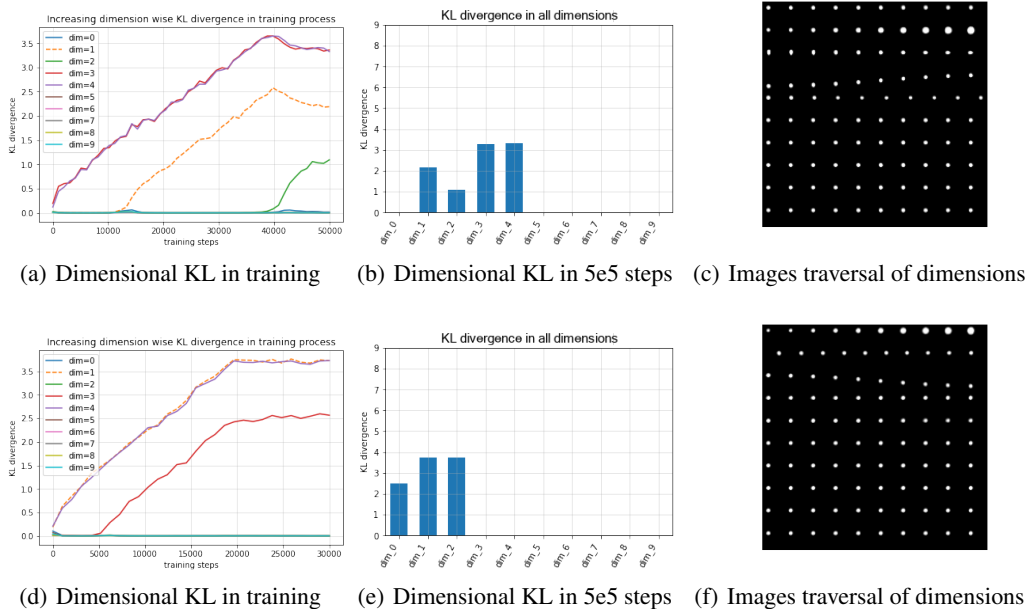 Increasing dimension wise KL divergence in training process
KL divergence
3.5
3.0
2.5
2.0
1.5
1.0
0.5
0.0
dim=0
dim=1
dim=2
dim=3
dim=4
dim=5
dim=6
dim=7
dim=8
dim=9
0 10000 20000 30000 40000 50000
training steps
KL divergence in all dimensions
KL divergence
9
8
7
6
5
4
3
2
1
0
dim_0 dim_1 dim_2 dim_3 dim_4 dim_5 dim_6 dim_7 dim_8 dim_9
(a) Dimensional KL in training
(b) Dimensional KL in 5e5 steps
(c) Images traversal of dimensions
Increasing dimension wise KL divergence in training process
KL divergence
3.5
3.0
2.5
2.0
1.5
1.0
0.5
0.0
dim=0
dim=1
dim=2
dim=3
dim=4
dim=5
dim=6
dim=7
dim=8
dim=9
0 5000 10000 15000 20000 25000 30000
training steps
KL divergence in all dimensions
KL divergence
9
8
7
6
5
4
3
2
1
0
dim_0 dim_1 dim_2 dim_3 dim_4 dim_5 dim_6 dim_7 dim_8 dim_9
(d) Dimensional KL in training
(e) Dimensional KL in 5e5 steps
(f) Images traversal of dimensions